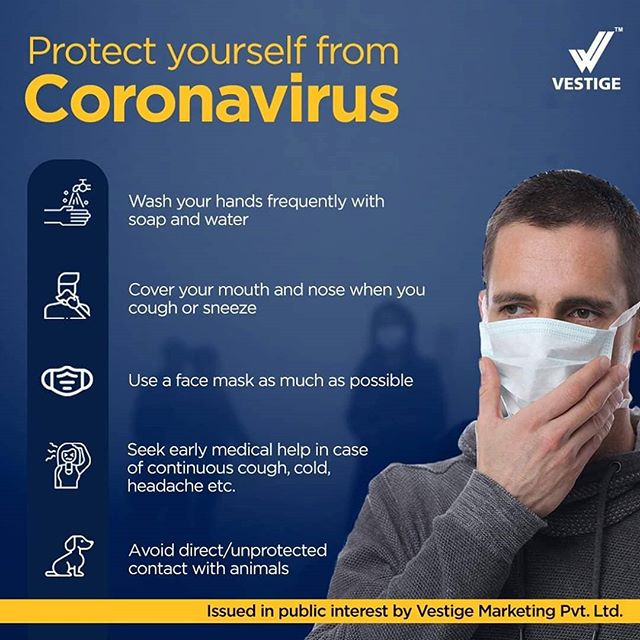 Protect yourself from
Coronavirus
VESTIGE™
Wash your hands frequently with
soap and water
Cover your mouth and nose when you
cough or sneeze
Use a face mask as much as possible
Seek early medical help in case
of continuous cough, cold,
headache etc.
Avoid direct/unprotected
contact with animals
Issued in public interest by Vestige Marketing Pvt. Ltd.